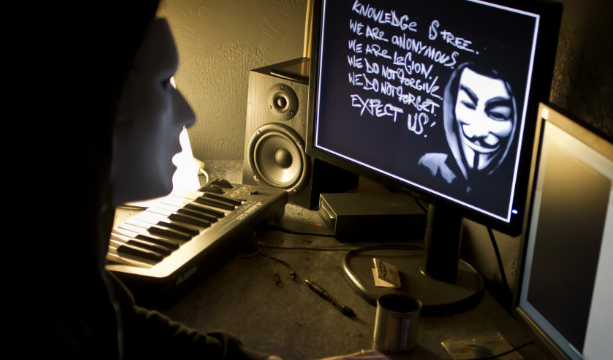 KNOWLEDGE IS FREE..
WE ARE ANONYMOUS.
WE ARE LEGION.
WE DO NOT FORGIVE.
WE DO NOT FORGET.
EXPECT US!